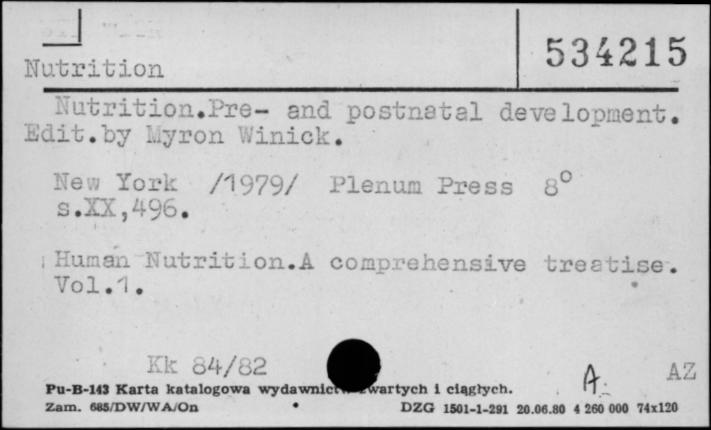 534215
Nutrition
Nutrition.Pre- and postnatal development.
Edit.by Myron Winick.
New York /1979/ Plenum Press 8°
s.XX,496.
Human Nutrition.A comprehensive treatise.
Vol.1.
Kk 84/82
A. AZ
Pu-B-143 Karta katalogowa wydawnictw zwartych i ciągłych.
Zam. 685/DW/WA/On DZG 1501-1-291 20.06.80 4 260 000 74x120